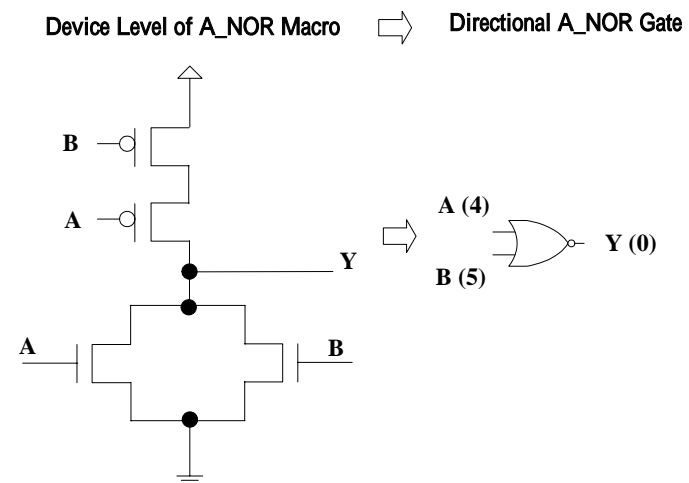 Device Level of A_NOR Macro
Directional A_NOR Gate
B
A
Y
A
B
A (4)
B (5)
Y (0)